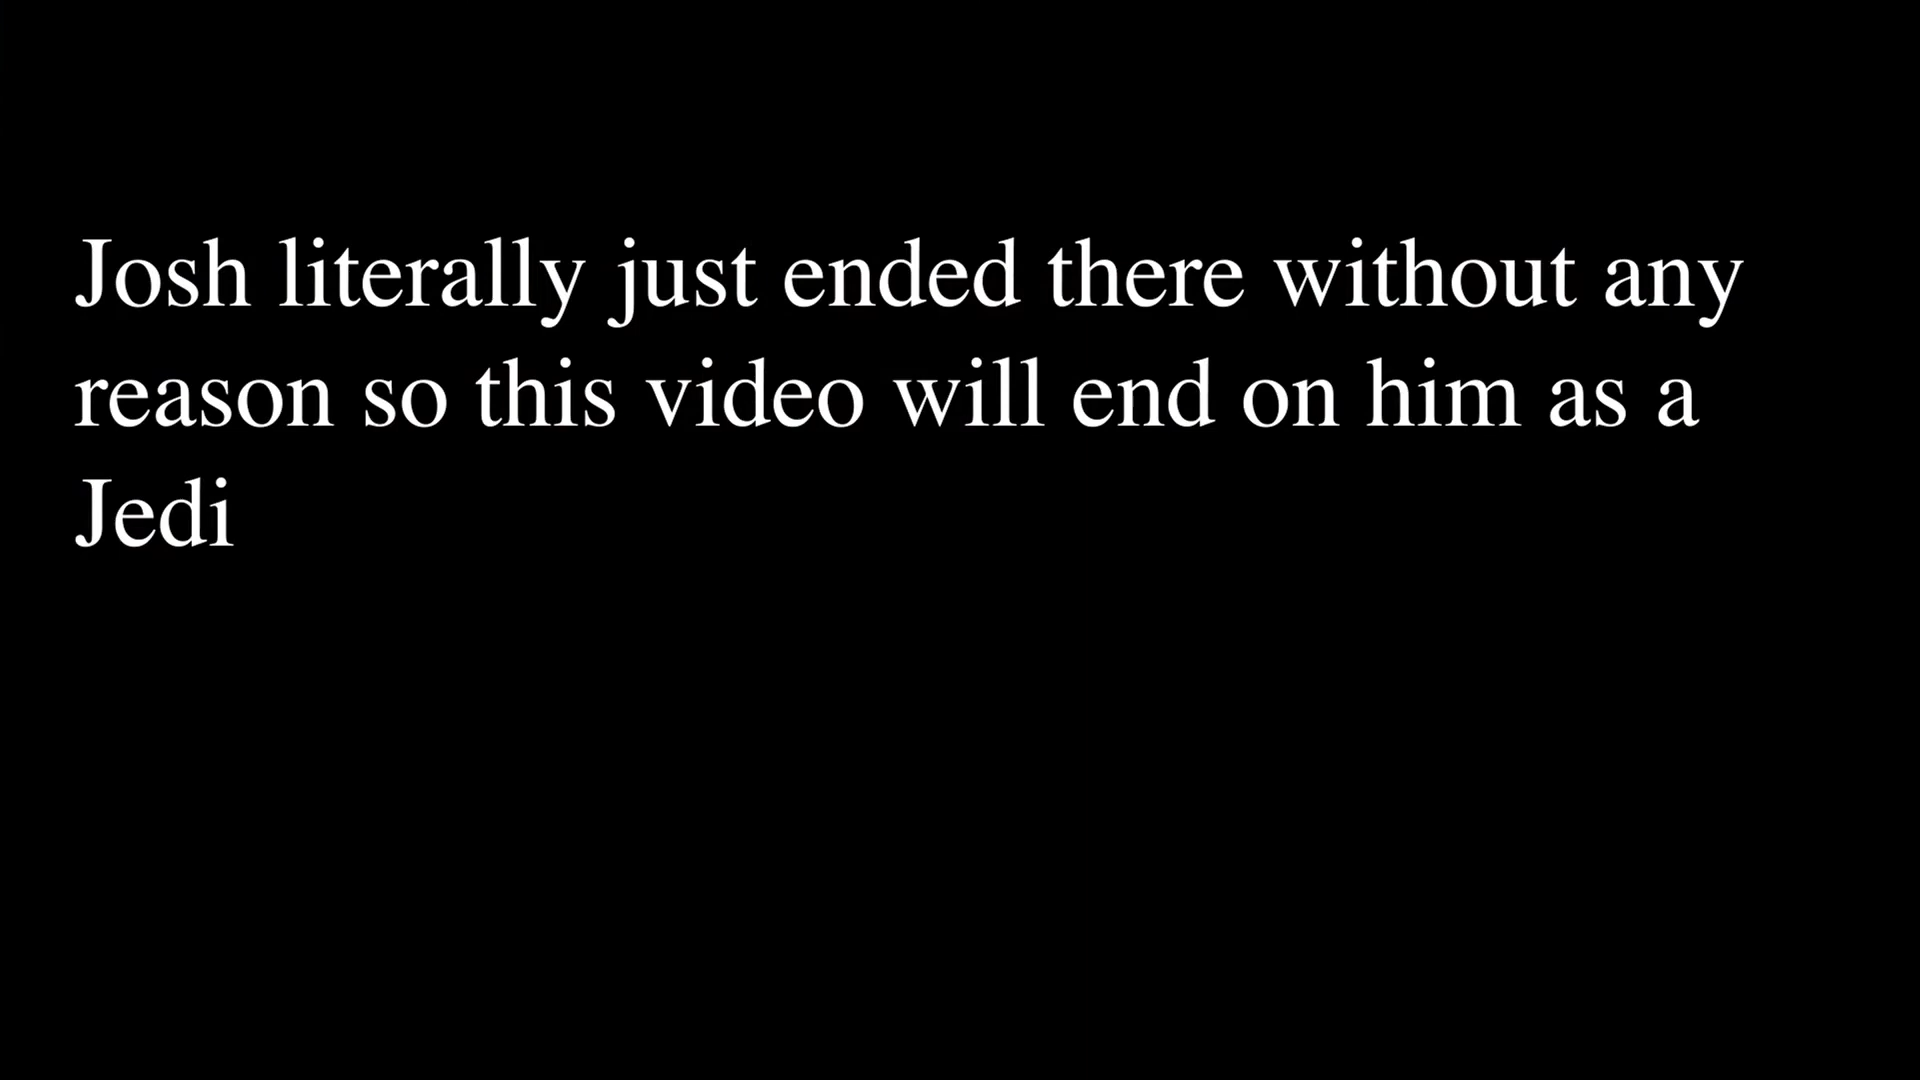 Josh literally just ended there without any
reason so this video will end on him as a
Jedi